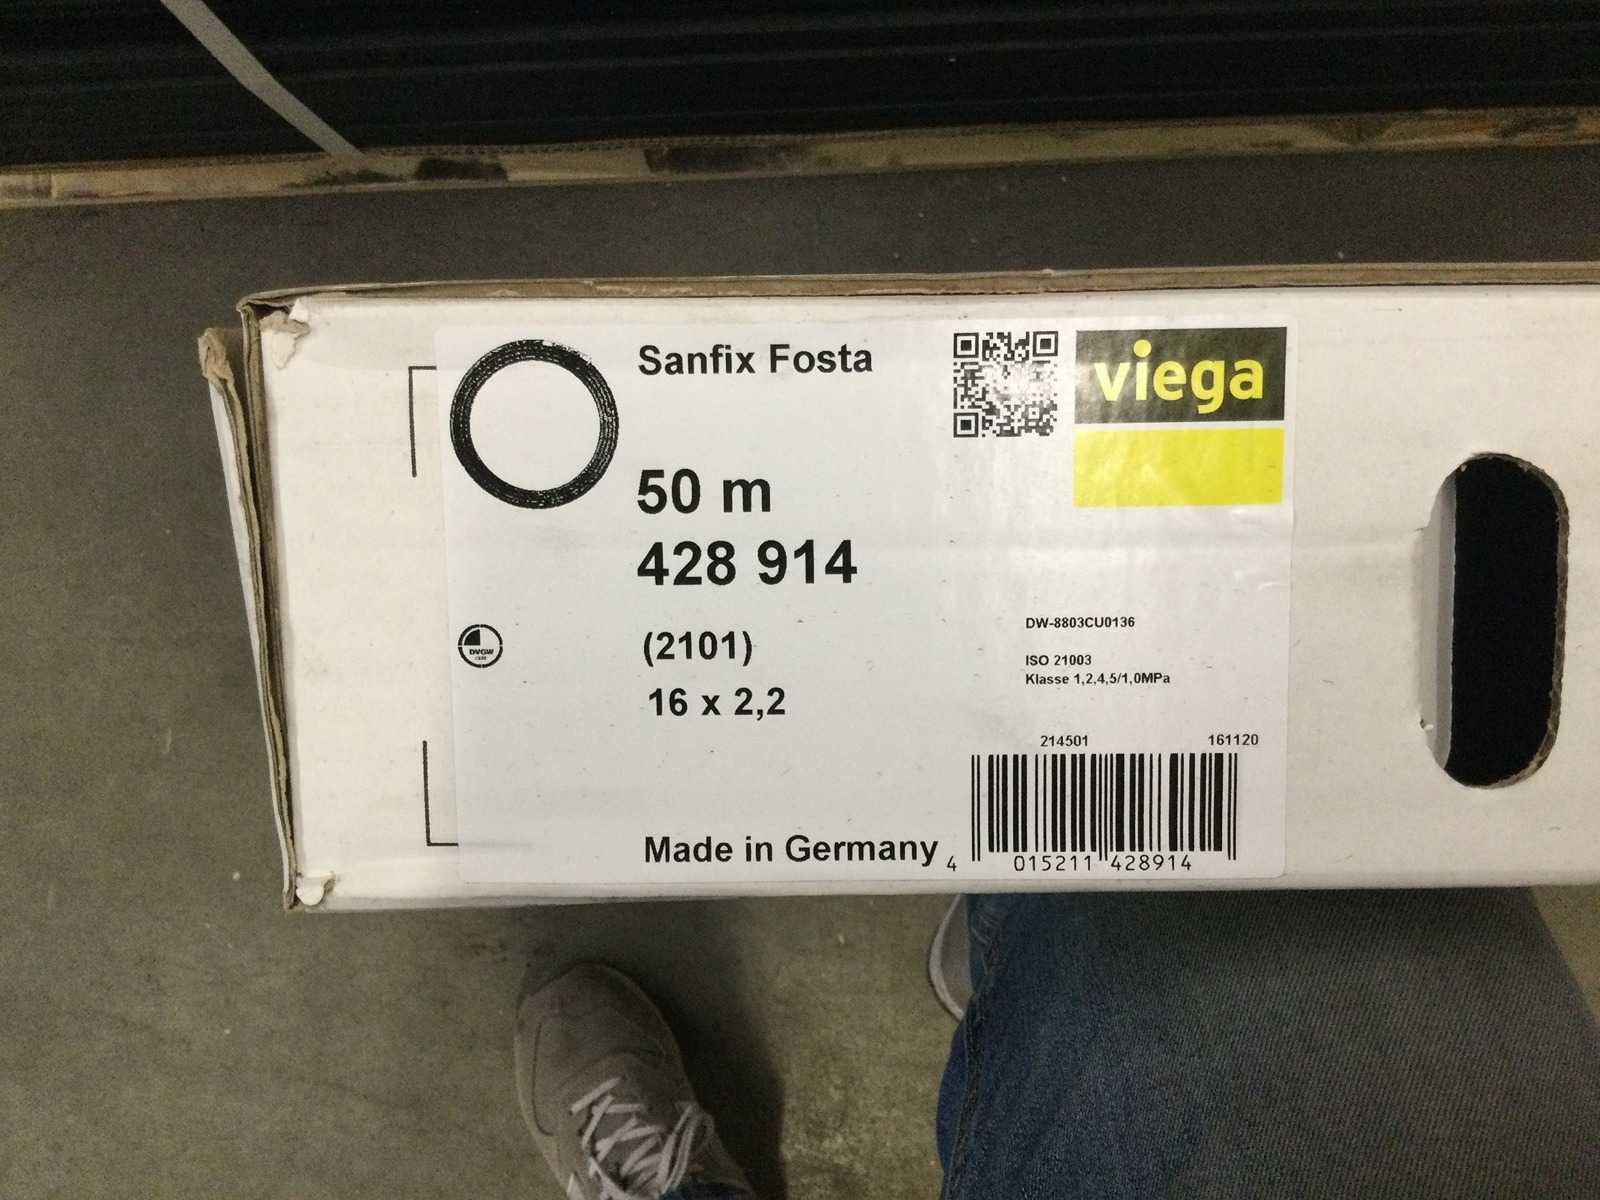 Sanfix Fosta
viega
50 m
428 914
DVGW
(2101)
16 x 2,2
DW-8803CU0136
ISO 21003
Klasse 1,2,4,5/1,0MPa
214501 161120
Made in Germany
4 015211 428914